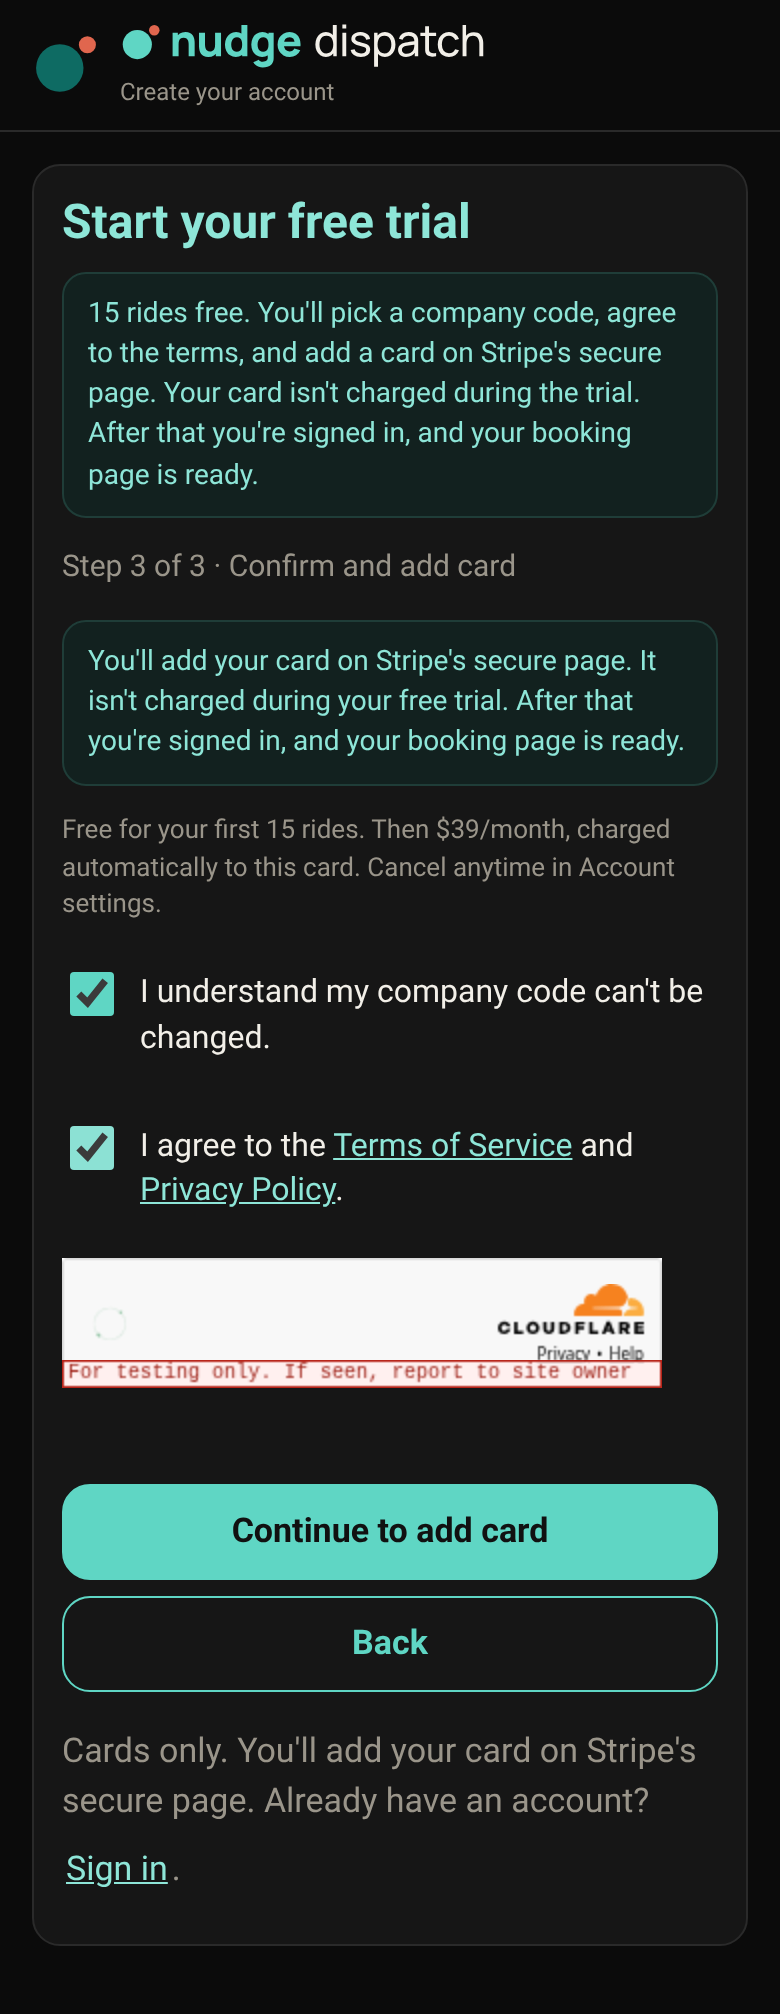 nudge dispatch
Create your account
Start your free trial
15 rides free. You'll pick a company code, agree
to the terms, and add a card on Stripe's secure
page. Your card isn't charged during the trial.
After that you're signed in, and your booking
page is ready.
Step 3 of 3 · Confirm and add card
You'll add your card on Stripe's secure page. It
isn't charged during your free trial. After that
you're signed in, and your booking page is ready.
Free for your first 15 rides. Then $39/month, charged
automatically to this card. Cancel anytime in Account
settings.
I understand my company code can't be
changed.
I agree to the Terms of Service and
Privacy Policy.
CLOUDFLARE
Privacy • Help
For testing only. If seen, report to site owner
Continue to add card
Back
Cards only. You'll add your card on Stripe's
secure page. Already have an account?
Sign in.